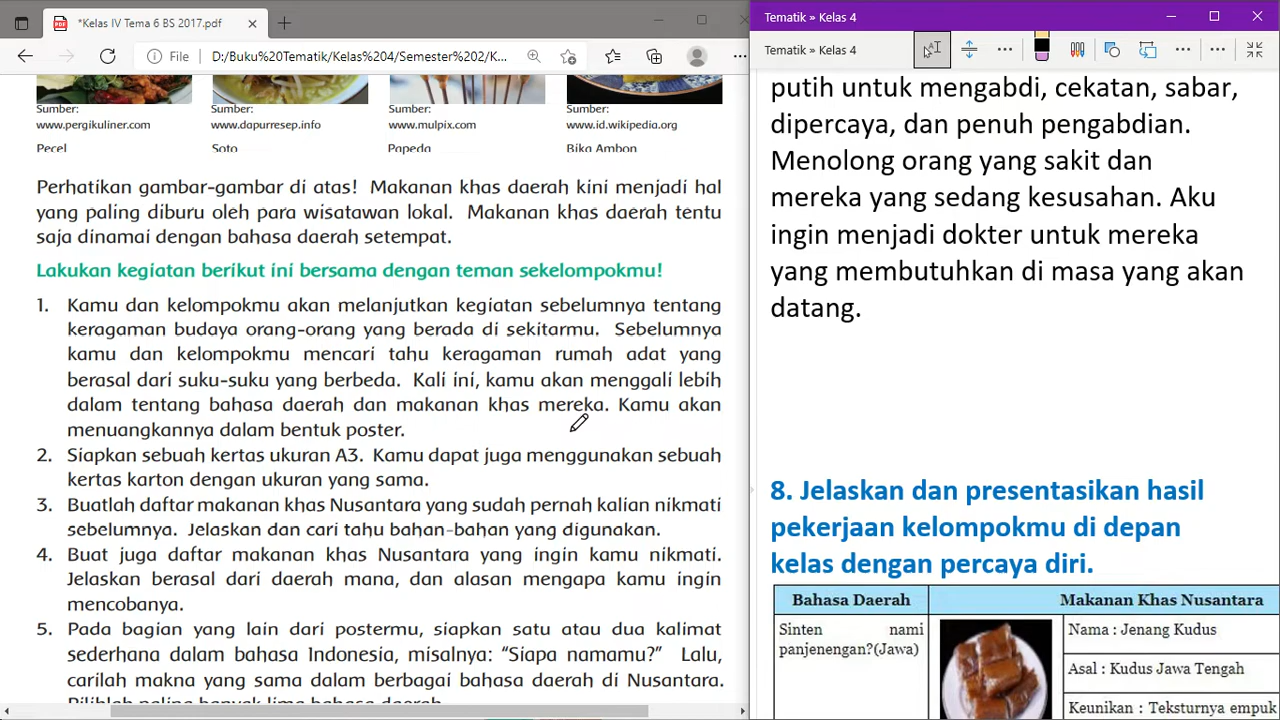 *Kelas IV Tema 6 BS 2017.pdf
File
D:/Buku%20Tematik/Kelas%204/Semester%202/K...
Sumber:
www.pergikuliner.com
Pecel
Sumber:
www.dapurresep.info
Soto
Sumber:
www.mulpix.com
Papeda
Sumber:
www.id.wikipedia.org
Bika Ambon
Perhatikan gambar-gambar di atas! Makanan khas daerah kini menjadi hal
yang paling diburu oleh para wisatawan lokal. Makanan khas daerah tentu
saja dinamai dengan bahasa daerah setempat.
Lakukan kegiatan berikut ini bersama dengan teman sekelompokmu!
1. Kamu dan kelompokmu akan melanjutkan kegiatan sebelumnya tentang
keragaman budaya orang-orang yang berada di sekitarmu. Sebelumnya
kamu dan kelompokmu mencari tahu keragaman rumah adat yang
berasal dari suku-suku yang berbeda. Kali ini, kamu akan menggali lebih
dalam tentang bahasa daerah dan makanan khas mereka. Kamu akan
menuangkannya dalam bentuk poster.
2. Siapkan sebuah kertas ukuran A3. Kamu dapat juga menggunakan sebuah
kertas karton dengan ukuran yang sama.
3. Buatlah daftar makanan khas Nusantara yang sudah pernah kalian nikmati
sebelumnya. Jelaskan dan cari tahu bahan-bahan yang digunakan.
4. Buat juga daftar makanan khas Nusantara yang ingin kamu nikmati.
Jelaskan berasal dari daerah mana, dan alasan mengapa kamu ingin
mencobanya.
5. Pada bagian yang lain dari postermu, siapkan satu atau dua kalimat
sederhana dalam bahasa Indonesia, misalnya: “Siapa namamu?” Lalu,
carilah makna yang sama dalam berbagai bahasa daerah di Nusantara.
Pilihlah paling banyak lima bahasa daerah.
Tematik » Kelas 4
Tematik » Kelas 4
putih untuk mengabdi, cekatan, sabar,
dipercaya, dan penuh pengabdian.
Menolong orang yang sakit dan
mereka yang sedang kesusahan. Aku
ingin menjadi dokter untuk mereka
yang membutuhkan di masa yang akan
datang.
8. Jelaskan dan presentasikan hasil
pekerjaan kelompokmu di depan
kelas dengan percaya diri.
Bahasa Daerah
Makanan Khas Nusantara
Sinten nami
panjenengan?(Jawa)
Nama : Jenang Kudus
Asal : Kudus Jawa Tengah
Keunikan : Teksturnya empuk